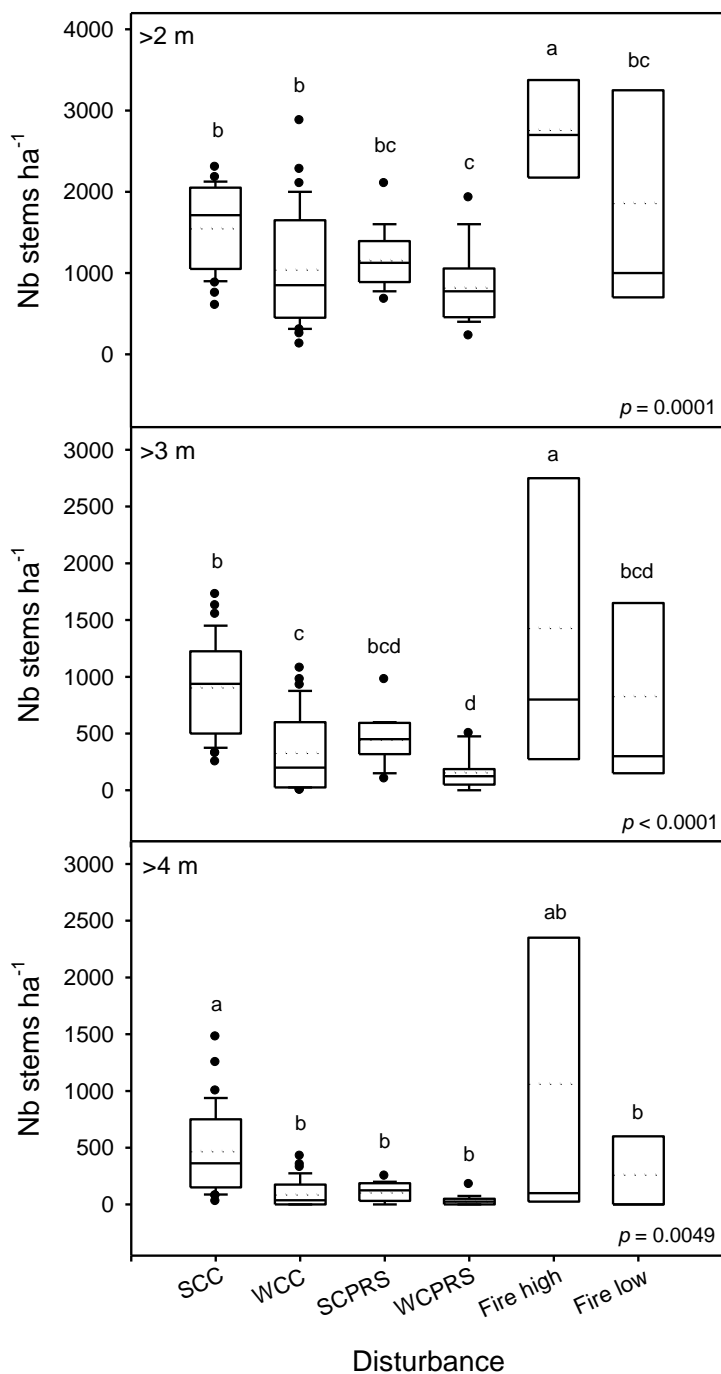 4000
3000
2000
1000
0
Nb stems ha⁻¹
>2 m
b
b
bc
c
a
bc
p = 0.0001
3000
2500
2000
1500
1000
500
0
Nb stems ha⁻¹
>3 m
b
c
bcd
d
a
bcd
p < 0.0001
3000
2500
2000
1500
1000
500
0
Nb stems ha⁻¹
>4 m
a
b
b
b
ab
b
p = 0.0049
SCC
WCC
SCPRS
WCPRS
Fire high
Fire low
Disturbance